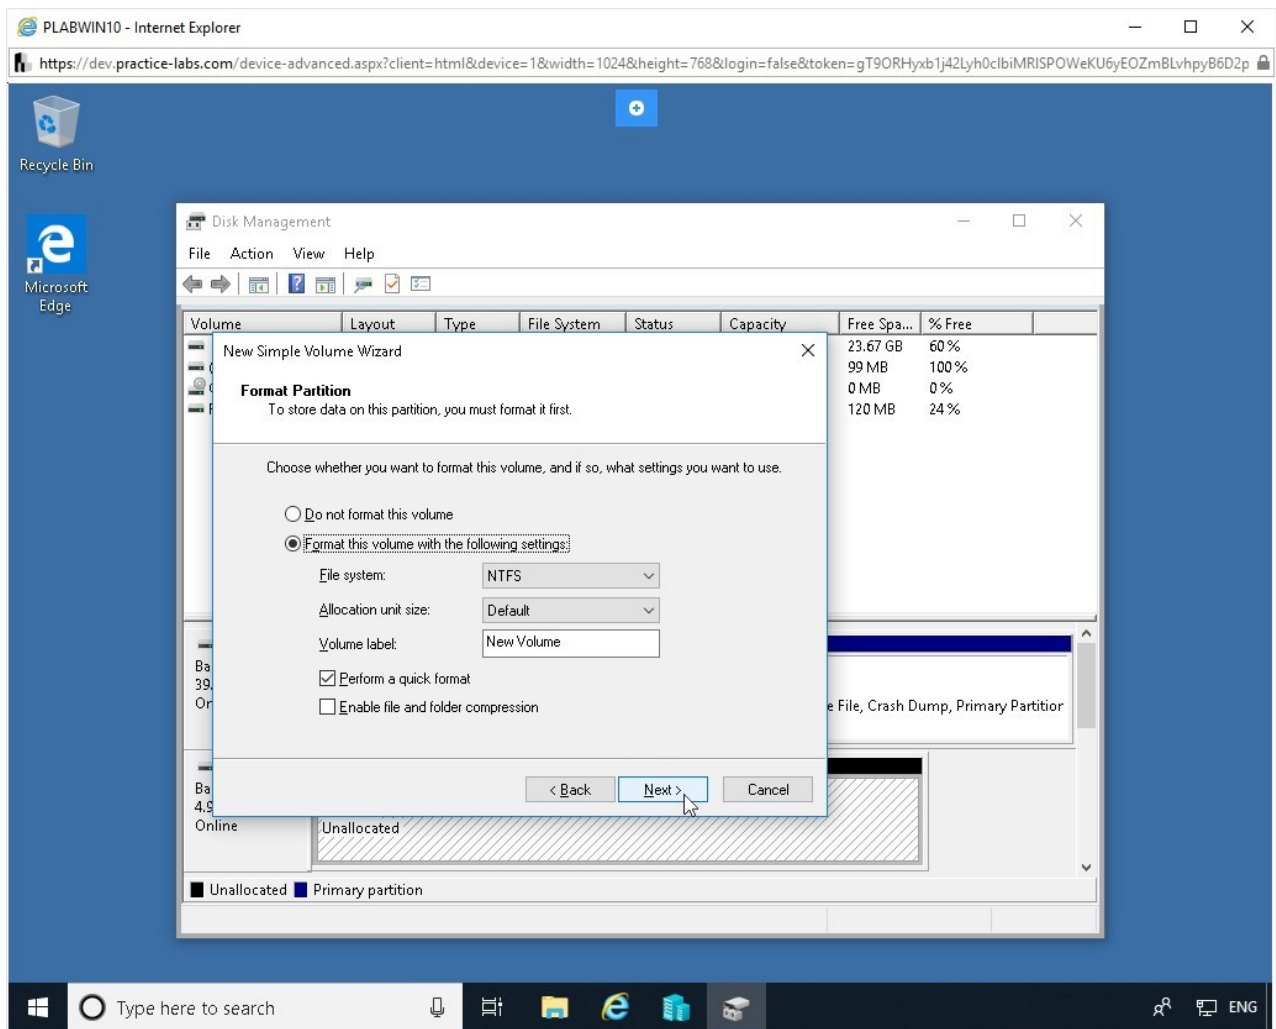 PLABWIN10 - Internet Explorer
https://dev.practice-labs.com/device-advanced.aspx?client=html&device=1&width=1024&height=768&login=false&token=gT9ORHyxb1j42Lyh0clbiMRISPOWeKU6yEOZmBLvhpyB6D2p
Recycle Bin
Microsoft
Edge
Disk Management
File Action View Help
Volume Layout Type File System Status Capacity Free Spa... % Free
23.67 GB 60 %
99 MB 100 %
0 MB 0 %
120 MB 24 %
New Simple Volume Wizard
Format Partition
To store data on this partition, you must format it first.
Choose whether you want to format this volume, and if so, what settings you want to use.
Do not format this volume
Format this volume with the following settings:
File system: NTFS
Allocation unit size: Default
Volume label: New Volume
Perform a quick format
Enable file and folder compression
< Back Next > Cancel
Ba
39.
Or
e File, Crash Dump, Primary Partition
Ba
4.9
Online
Unallocated
Unallocated Primary partition
Type here to search
ENG